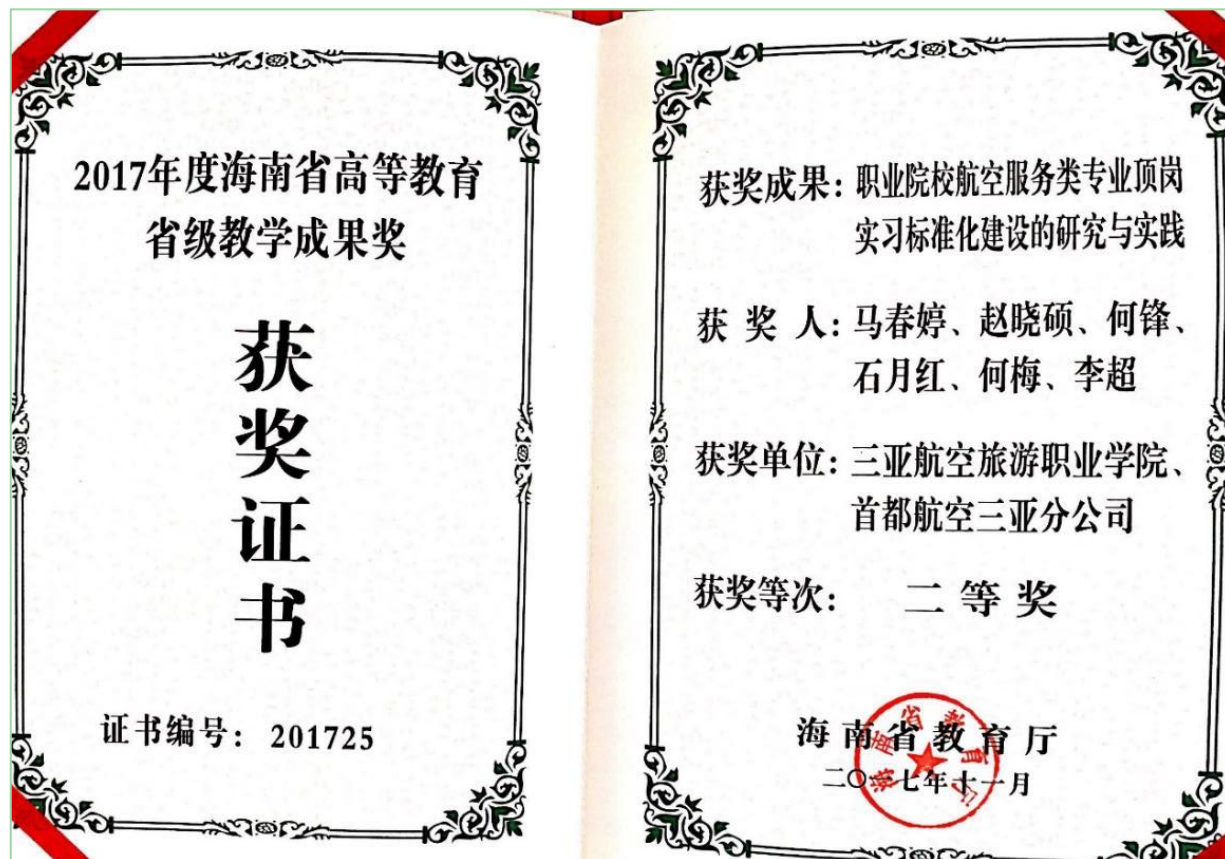 2017年度海南省高等教育
省级教学成果奖
获
奖
证
书
证书编号：201725
获奖成果：职业院校航空服务类专业顶岗
实习标准化建设的研究与实践
获奖人：马春婷、赵晓硕、何锋、
石月红、何梅、李超
获奖单位：三亚航空旅游职业学院、
首都航空三亚分公司
获奖等次：二等奖
海南省教育厅
二〇一七年十一月
海南省教育厅